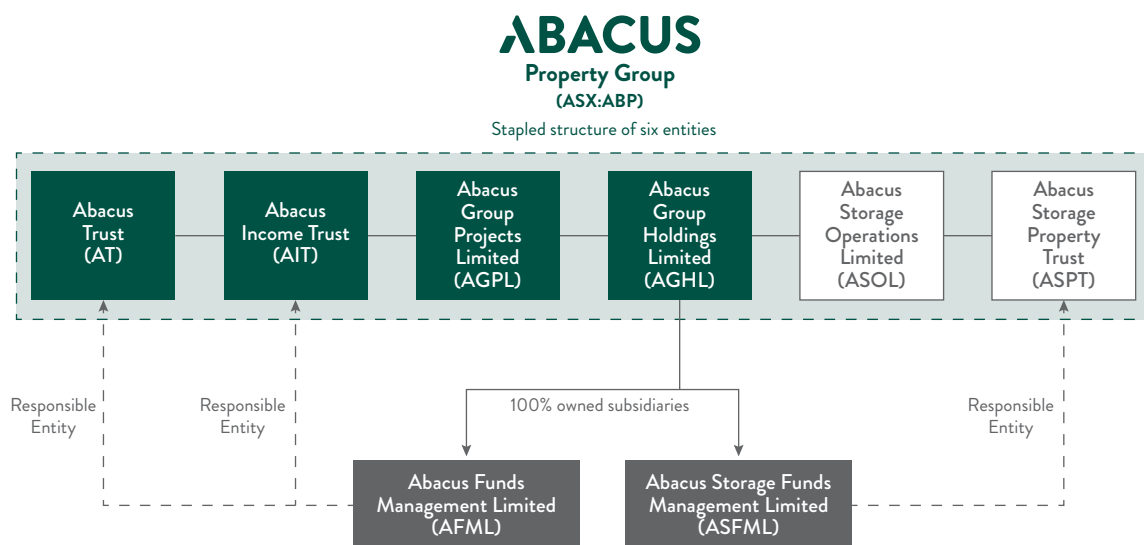 ABACUS
Property Group
(ASX:ABP)
Stapled structure of six entities
Abacus
Trust
(AT)
Abacus
Income Trust
(AIT)
Abacus
Group
Projects
Limited
(AGPL)
Abacus
Group
Holdings
Limited
(AGHL)
Abacus
Storage
Operations
Limited
(ASOL)
Abacus
Storage
Property
Trust
(ASPT)
Responsible
Entity
Responsible
Entity
100% owned subsidiaries
Responsible
Entity
Abacus Funds
Management Limited
(AFML)
Abacus Storage Funds
Management Limited
(ASFML)